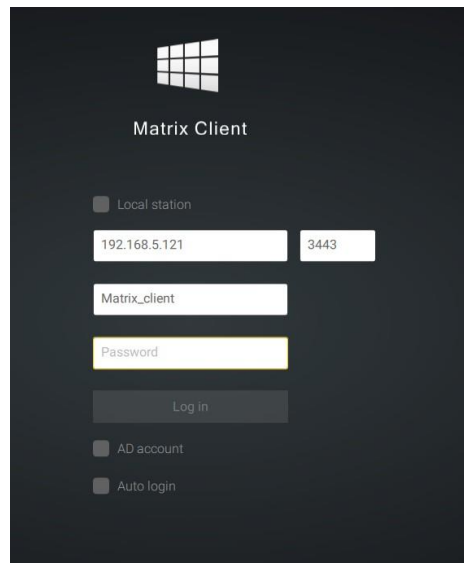 Matrix Client
Local station
192.168.5.121 3443
Matrix_client
Password
Log in
AD account
Auto login